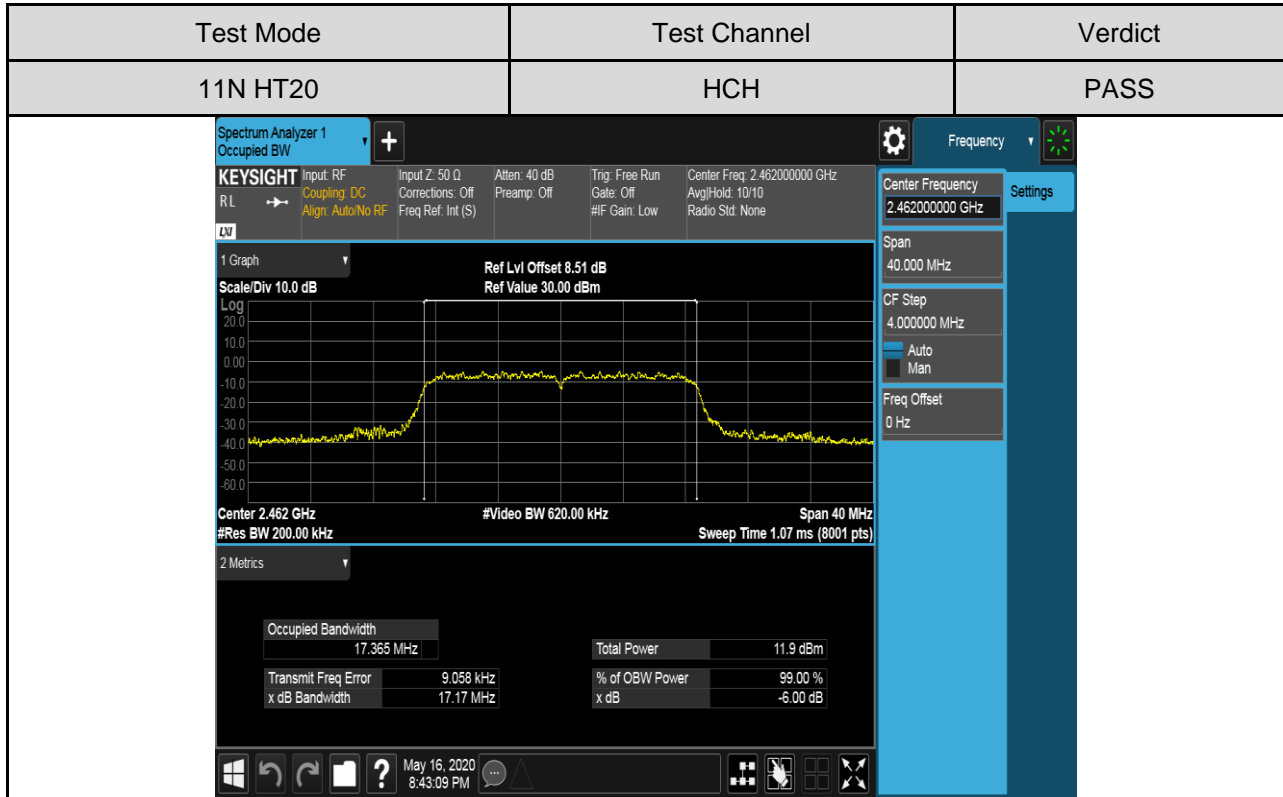 Test Mode Test Channel Verdict
11N HT20 HCH PASS
Spectrum Analyzer 1
Occupied BW
+
Frequency
KEYSIGHT
RL
LXI
Input: RF
Coupling: DC
Align: Auto/No RF
Input Z: 50 Ω
Corrections: Off
Freq Ref: Int (S)
Atten: 40 dB
Preamp: Off
Trig: Free Run
Gate: Off
#IF Gain: Low
Center Freq: 2.462000000 GHz
Avg|Hold: 10/10
Radio Std: None
Center Frequency
2.462000000 GHz
Settings
Span
40.000 MHz
CF Step
4.000000 MHz
Auto
Man
Freq Offset
0 Hz
1 Graph
Scale/Div 10.0 dB
Ref Lvl Offset 8.51 dB
Ref Value 30.00 dBm
Log
20.0
10.0
0.00
-10.0
-20.0
-30.0
-40.0
-50.0
-60.0
Center 2.462 GHz
#Res BW 200.00 kHz
#Video BW 620.00 kHz
Span 40 MHz
Sweep Time 1.07 ms (8001 pts)
2 Metrics
Occupied Bandwidth
17.365 MHz
Total Power 11.9 dBm
Transmit Freq Error 9.058 kHz
% of OBW Power 99.00 %
x dB Bandwidth 17.17 MHz
x dB -6.00 dB
?
May 16, 2020
8:43:09 PM